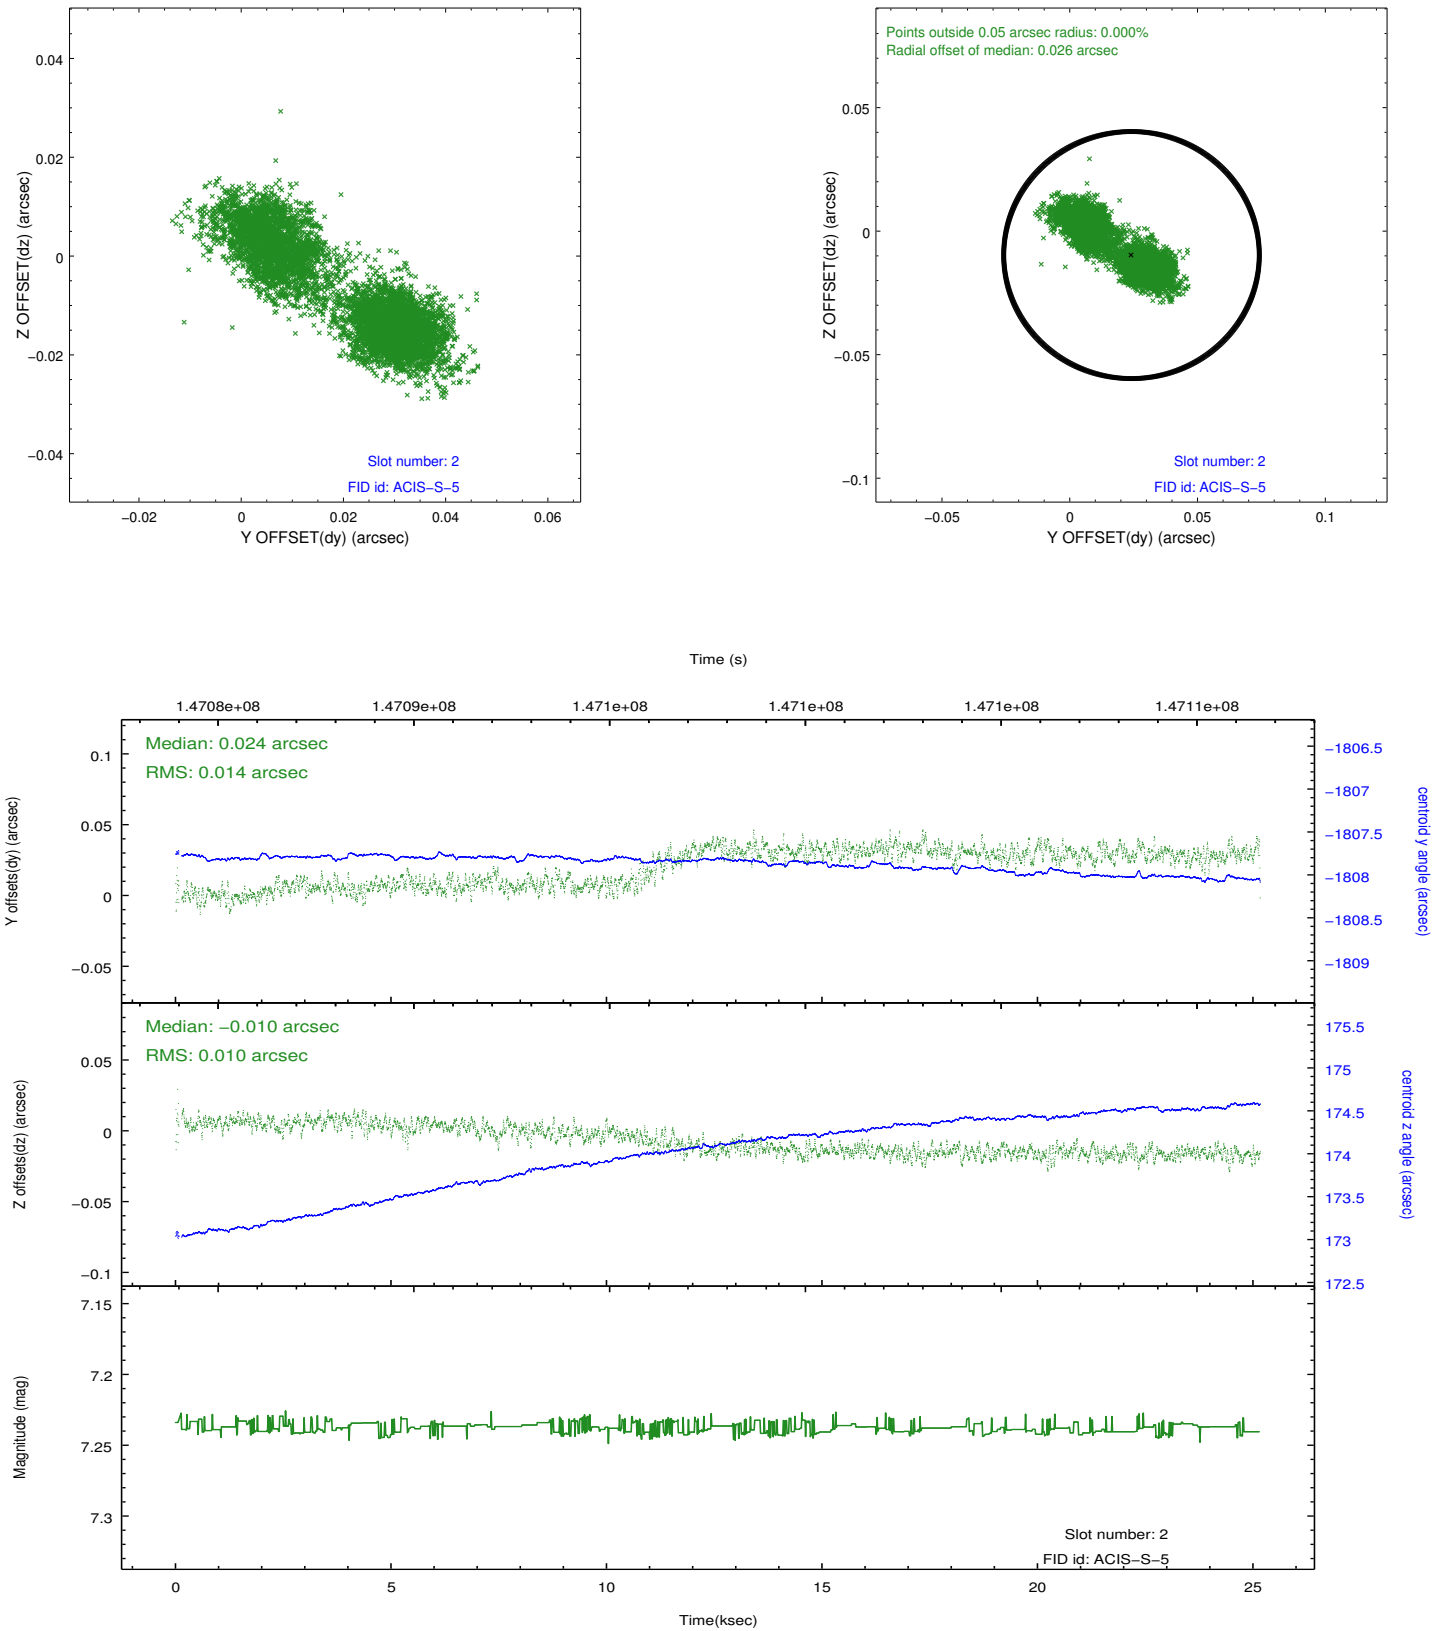 0.04
0.02
0
−0.02
−0.04
Z OFFSET(dz) (arcsec)
Slot number: 2
FID id: ACIS−S−5
−0.02
0
0.02
0.04
0.06
Y OFFSET(dy) (arcsec)
Points outside 0.05 arcsec radius: 0.000%
Radial offset of median: 0.026 arcsec
0.05
0
−0.05
−0.1
Z OFFSET(dz) (arcsec)
Slot number: 2
FID id: ACIS−S−5
−0.05
0
0.05
0.1
Y OFFSET(dy) (arcsec)
Time (s)
1.4708e+08
1.4709e+08
1.471e+08
1.471e+08
1.471e+08
1.4711e+08
Median: 0.024 arcsec
RMS: 0.014 arcsec
0.1
0.05
0
−0.05
Y offsets(dy) (arcsec)
−1806.5
−1807
−1807.5
−1808
−1808.5
−1809
centroid y angle (arcsec)
Median: −0.010 arcsec
RMS: 0.010 arcsec
0.05
0
−0.05
−0.1
Z offsets(dz) (arcsec)
175.5
175
174.5
174
173.5
173
172.5
centroid z angle (arcsec)
7.15
7.2
7.25
7.3
Magnitude (mag)
Slot number: 2
FID id: ACIS−S−5
0
5
10
15
20
25
Time(ksec)